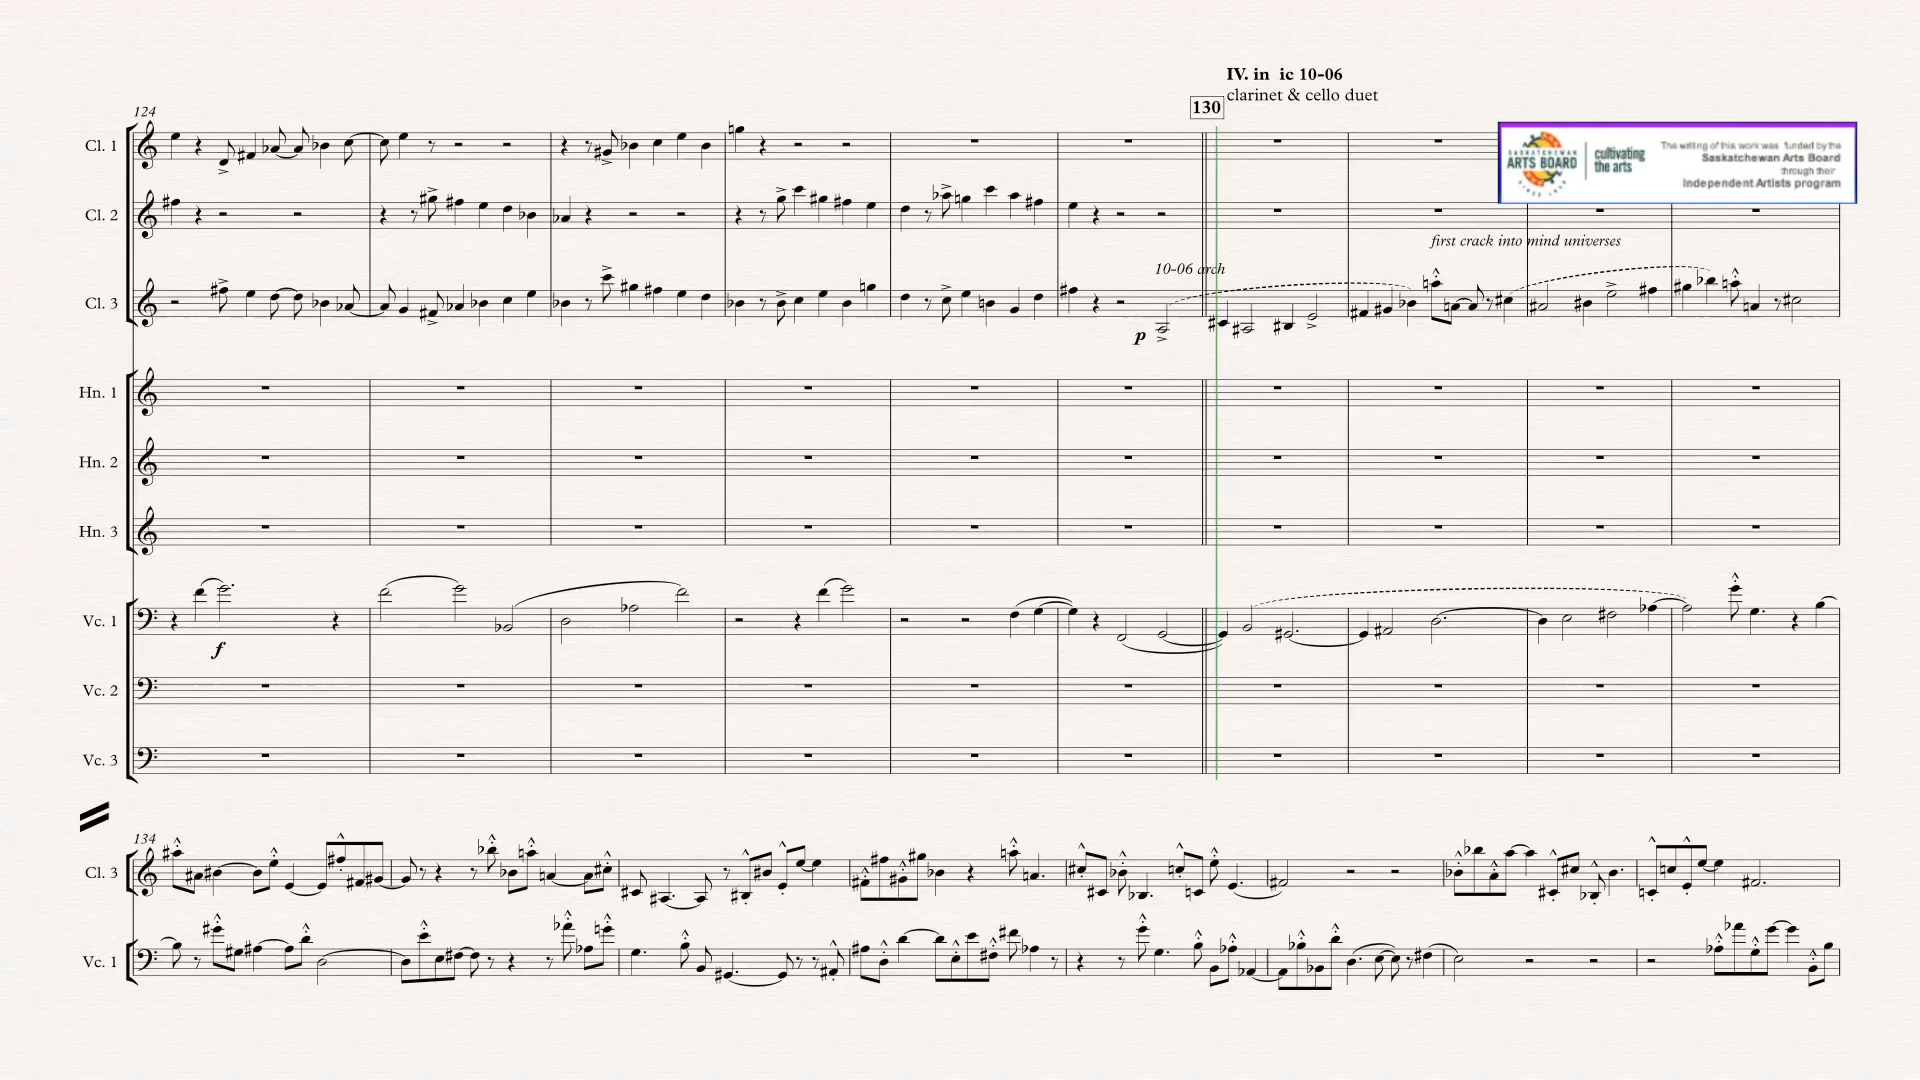 IV. in ic 10-06
clarinet & cello duet
130
124
Cl. 1
SASKATCHEWAN
ARTS BOARD
cultivating
the arts
The writing of this work was funded by the
Saskatchewan Arts Board
through their
Independent Artists program
Cl. 2
first crack into mind universes
10-06 arch
Cl. 3
p
Hn. 1
Hn. 2
Hn. 3
Vc. 1
f
Vc. 2
Vc. 3
134
Cl. 3
Vc. 1